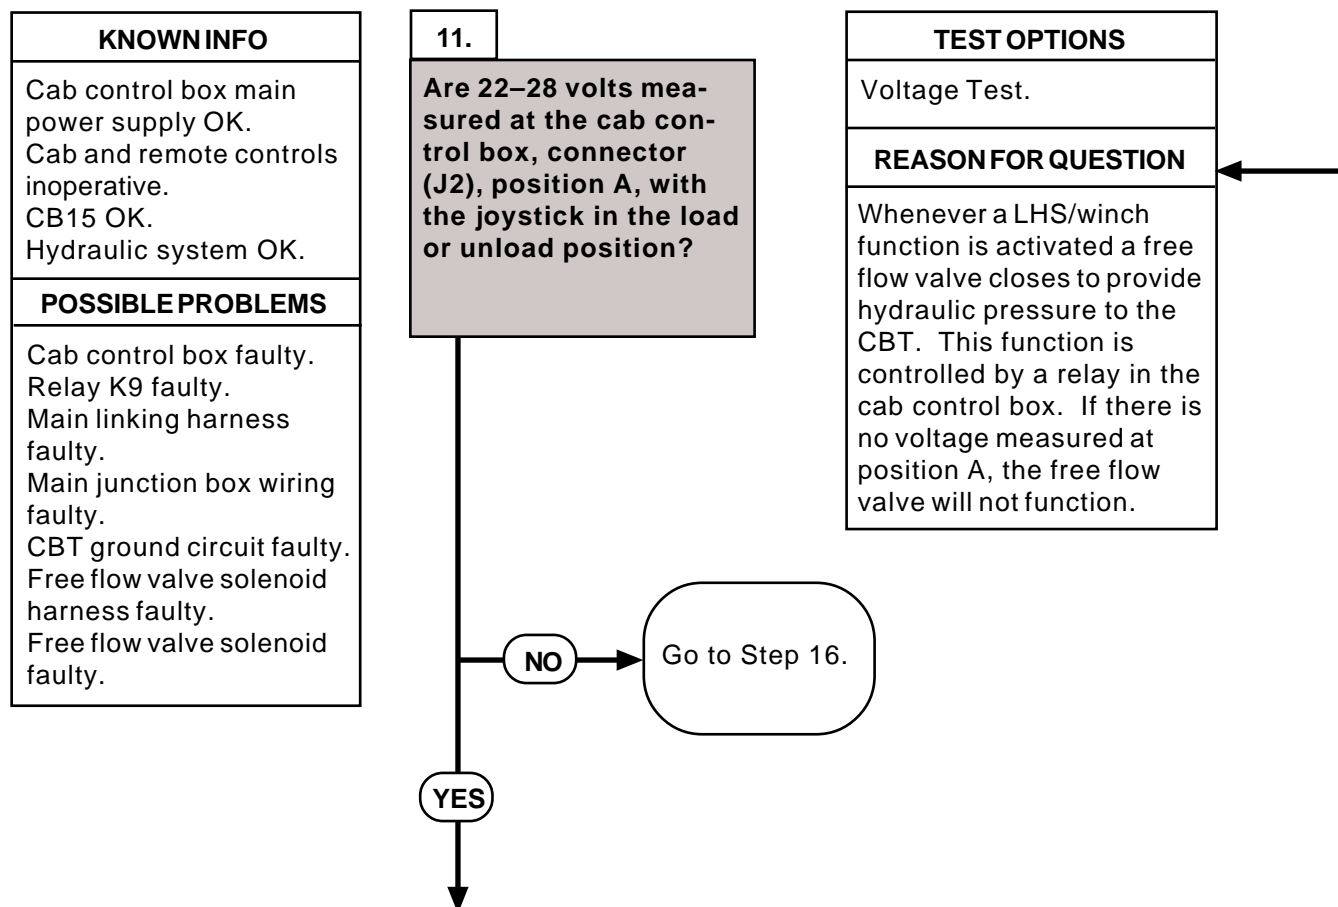 KNOWN INFO
Cab control box main
power supply OK.
Cab and remote controls
inoperative.
CB15 OK.
Hydraulic system OK.
POSSIBLE PROBLEMS
Cab control box faulty.
Relay K9 faulty.
Main linking harness
faulty.
Main junction box wiring
faulty.
CBT ground circuit faulty.
Free flow valve solenoid
harness faulty.
Free flow valve solenoid
faulty.
11.
Are 22–28 volts mea-
sured at the cab con-
trol box, connector
(J2), position A, with
the joystick in the load
or unload position?
TEST OPTIONS
Voltage Test.
REASON FOR QUESTION
Whenever a LHS/winch
function is activated a free
flow valve closes to provide
hydraulic pressure to the
CBT. This function is
controlled by a relay in the
cab control box. If there is
no voltage measured at
position A, the free flow
valve will not function.
NO
Go to Step 16.
YES